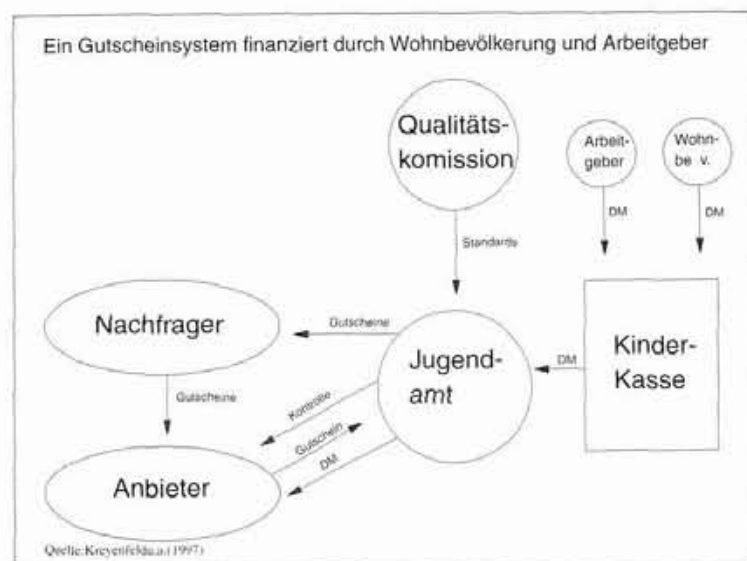 Ein Gutscheinsystem finanziert durch Wohnbevölkerung und Arbeitgeber
Qualitäts-
komission
Arbeit-
geber
Wohn-
be v.
DM
DM
Standards
Nachfrager
Gutscheine
Jugend-
amt
DM
Kinder-
Kasse
Gutscheine
Kontrolle
Gutschein
DM
Anbieter
Quelle:Kreyenfeldu.a.(1997)